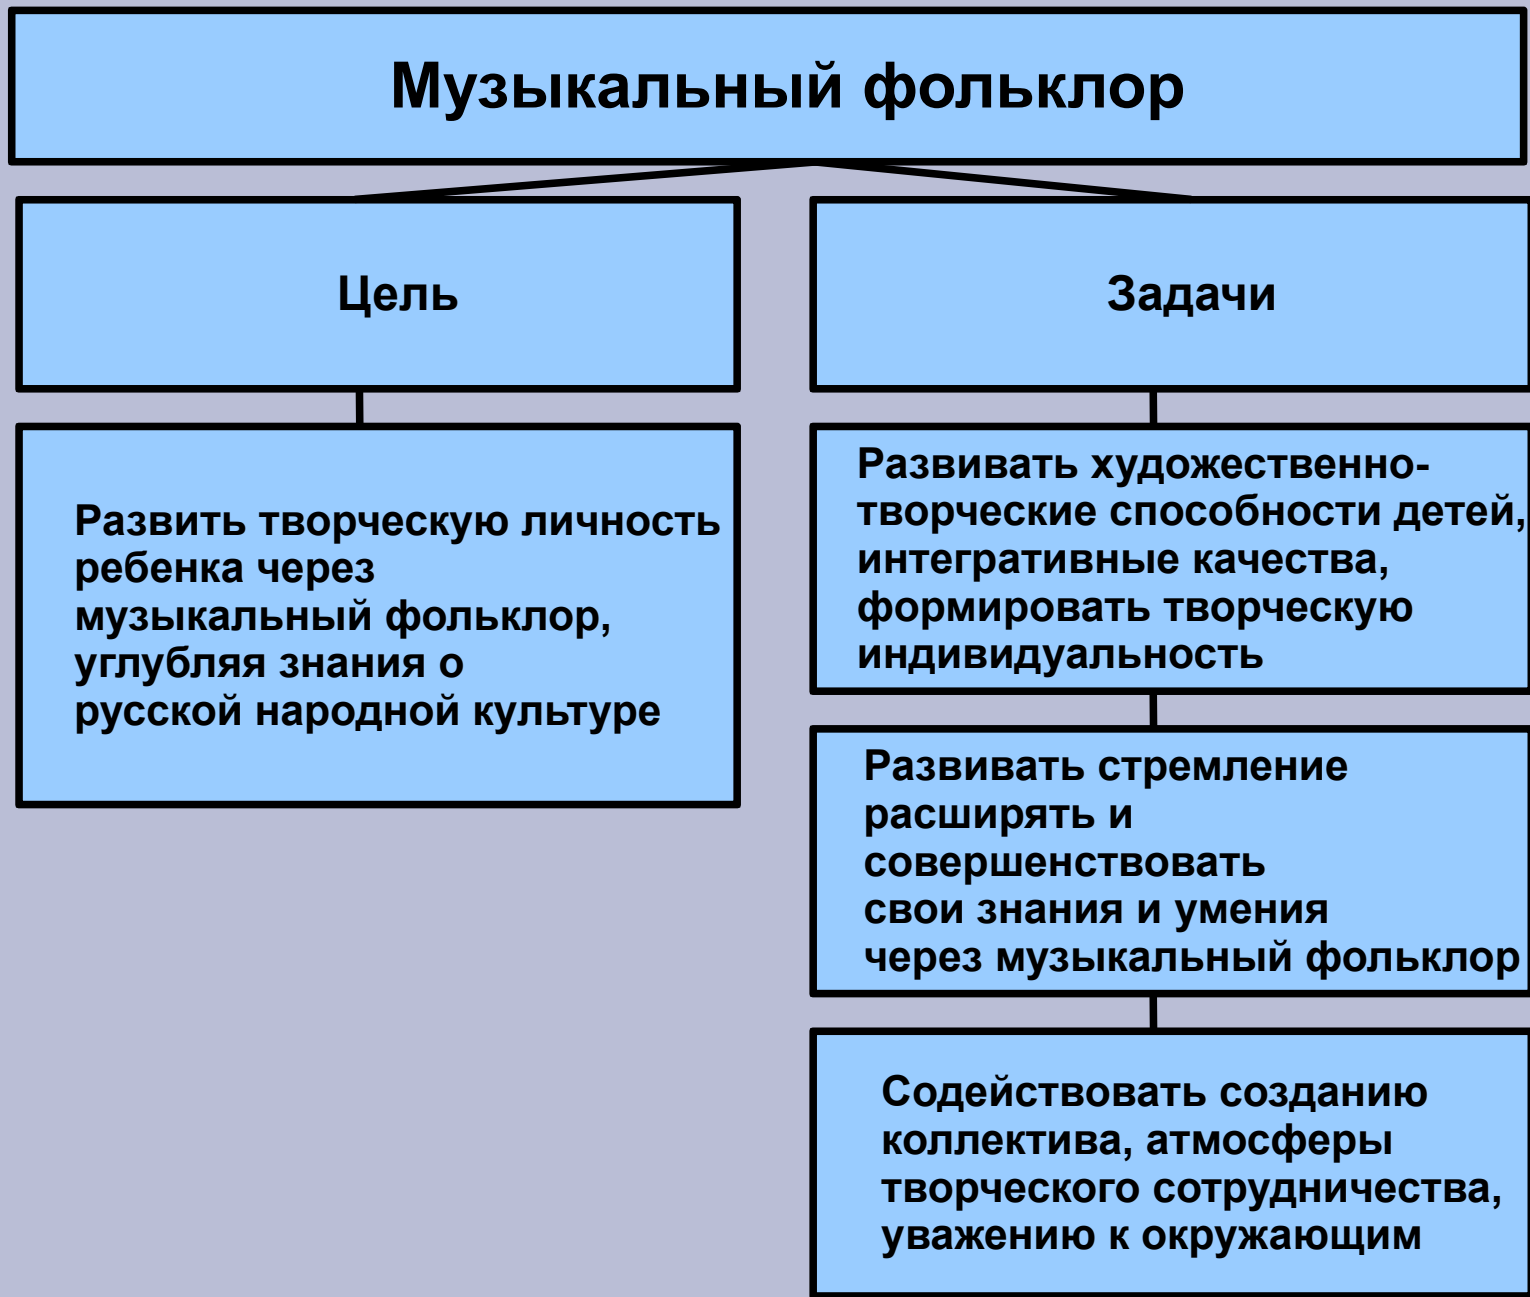 Музыкальный фольклор
Цель
Задачи
Развить творческую личность
ребенка через
музыкальный фольклор,
углубляя знания о
русской народной культуре
Развивать художественно-
творческие способности детей,
интегративные качества,
формировать творческую
индивидуальность
Развивать стремление
расширять и
совершенствовать
свои знания и умения
через музыкальный фольклор
Содействовать созданию
коллектива, атмосферы
творческого сотрудничества,
уважению к окружающим